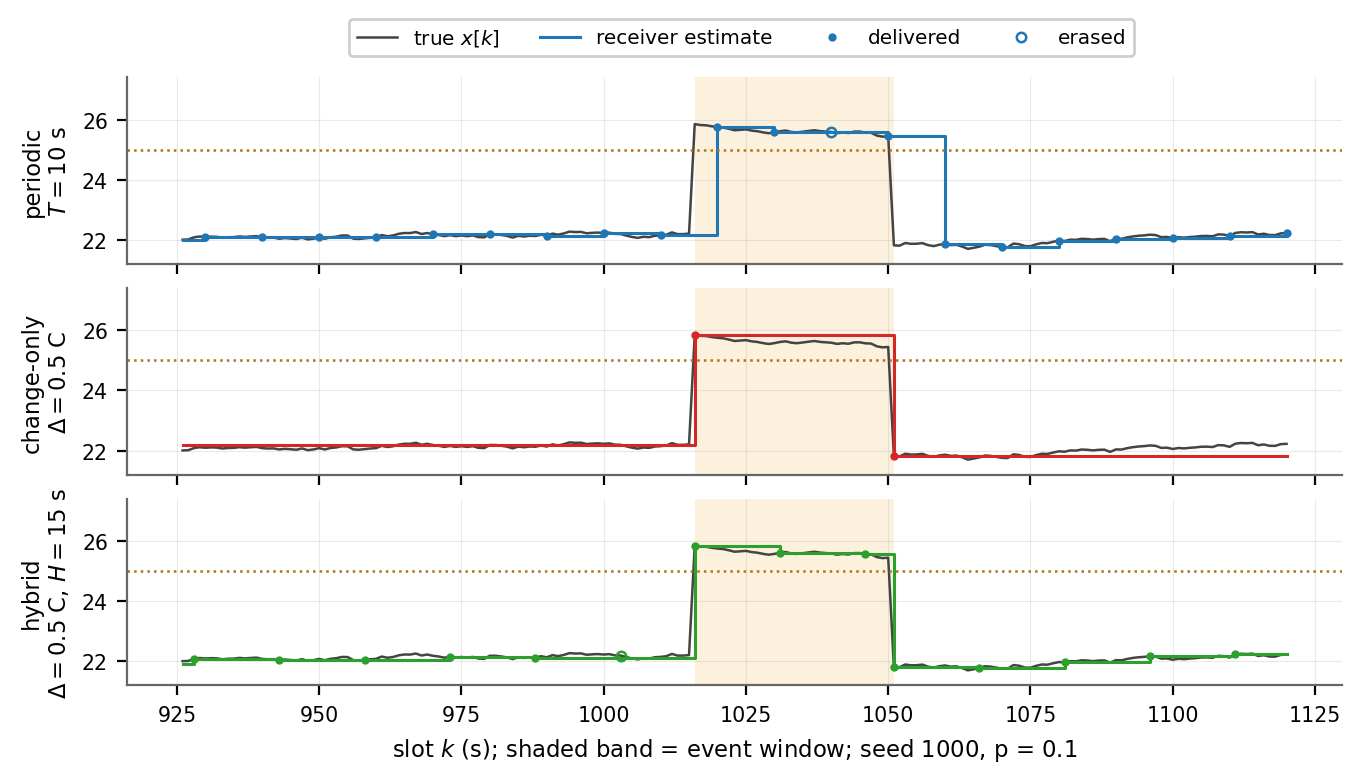 true x[k] receiver estimate delivered erased
periodic
T = 10 s
26
24
22
change-only
Δ = 0.5 C
26
24
22
hybrid
Δ = 0.5 C, H = 15 s
26
24
22
925 950 975 1000 1025 1050 1075 1100 1125
slot k (s); shaded band = event window; seed 1000, p = 0.1